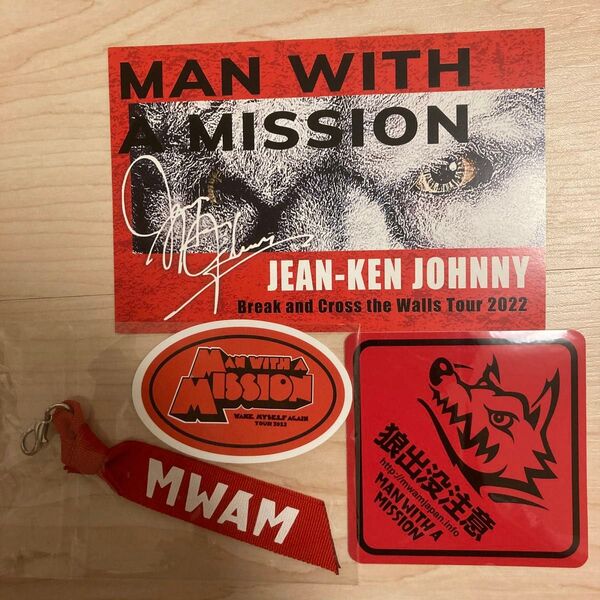 MAN WITH
A MISSION
JEAN-KEN JOHNNY
Break and Cross the Walls Tour 2022
MAN WITH A
MISSION
WAKE MYSELF AGAIN
TOUR 2023
MWAM
狼出没注意
http://mwamjapan.info
MAN WITH A
MISSION